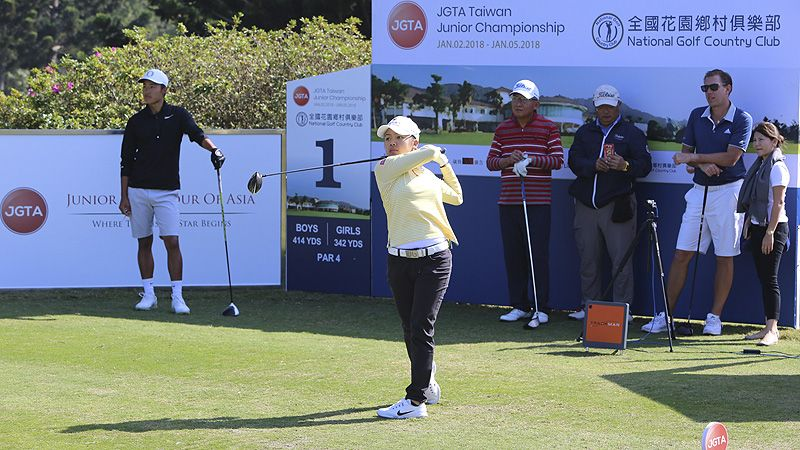 JGTA
JGTA Taiwan
Junior Championship
JAN.02.2018 - JAN.05.2018
全國花園鄉村俱樂部
National Golf Country Club
JGTA
JGTA Taiwan
Junior Championship
全國花園鄉村俱樂部
National Golf Country Club
1
BOYS
414 YDS
GIRLS
342 YDS
PAR 4
JGTA
JUNIOR OUR OF ASIA
WHERE T STAR BEGINS
Titleist
Titleist
JGTA